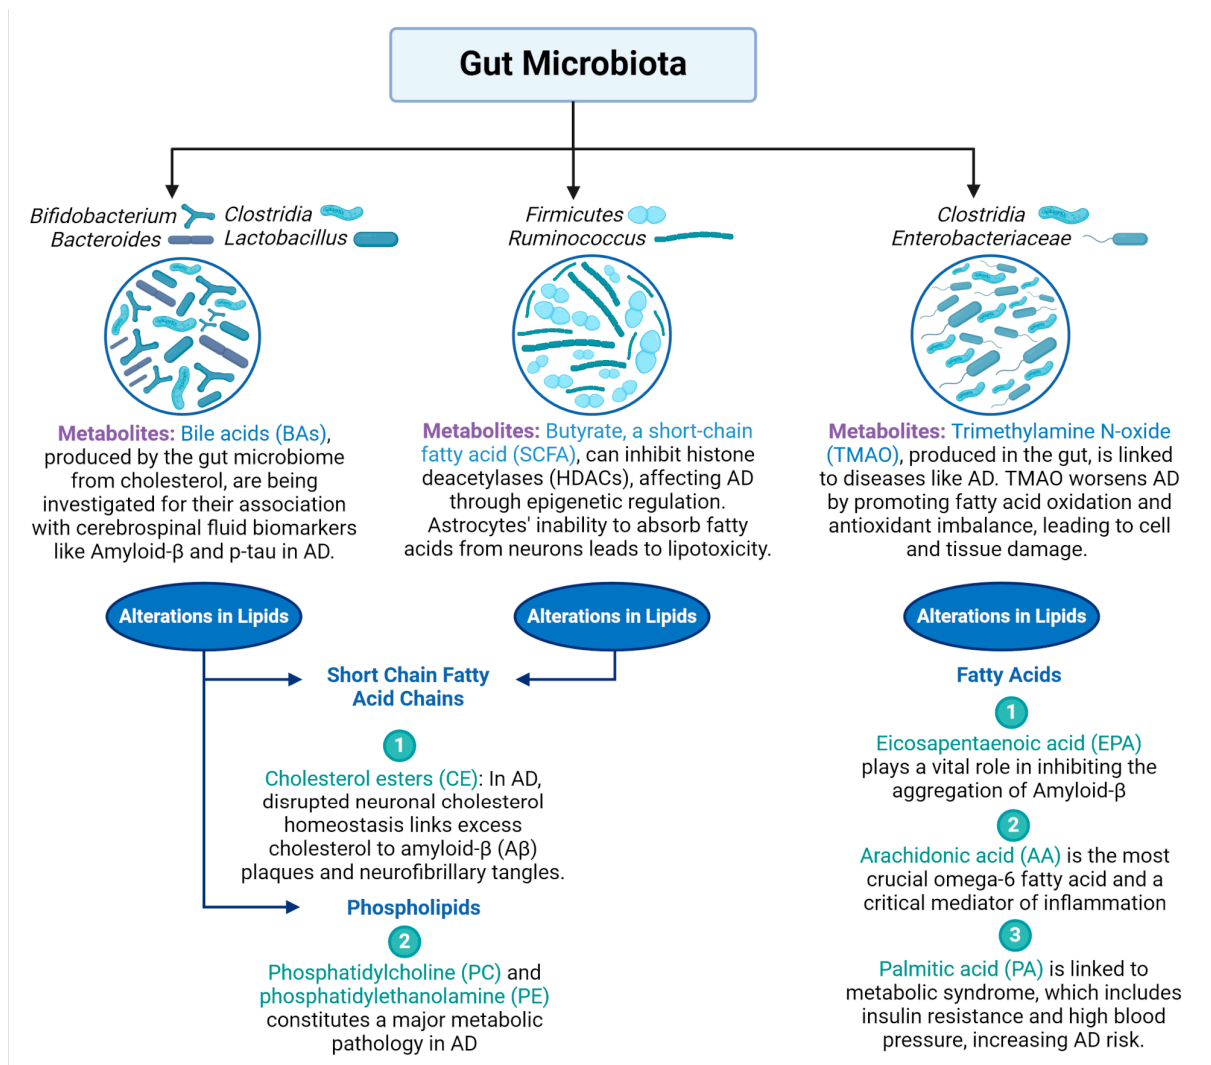 Gut Microbiota
Bifidobacterium
Clostridia
Bacteroides
Lactobacillus
Metabolites: Bile acids (BAs),
produced by the gut microbiome
from cholesterol, are being
investigated for their association
with cerebrospinal fluid biomarkers
like Amyloid-β and p-tau in AD.
Firmicutes
Ruminococcus
Metabolites: Butyrate, a short-chain
fatty acid (SCFA), can inhibit histone
deacetylases (HDACs), affecting AD
through epigenetic regulation.
Astrocytes' inability to absorb fatty
acids from neurons leads to lipotoxicity.
Clostridia
Enterobacteriaceae
Metabolites: Trimethylamine N-oxide
(TMAO), produced in the gut, is linked
to diseases like AD. TMAO worsens AD
by promoting fatty acid oxidation and
antioxidant imbalance, leading to cell
and tissue damage.
Alterations in Lipids
Alterations in Lipids
Alterations in Lipids
Short Chain Fatty
Acid Chains
1
Cholesterol esters (CE): In AD,
disrupted neuronal cholesterol
homeostasis links excess
cholesterol to amyloid-β (Aβ)
plaques and neurofibrillary tangles.
Phospholipids
2
Phosphatidylcholine (PC) and
phosphatidylethanolamine (PE)
constitutes a major metabolic
pathology in AD
Fatty Acids
1
Eicosapentaenoic acid (EPA)
plays a vital role in inhibiting the
aggregation of Amyloid-β
2
Arachidonic acid (AA) is the most
crucial omega-6 fatty acid and a
critical mediator of inflammation
3
Palmitic acid (PA) is linked to
metabolic syndrome, which includes
insulin resistance and high blood
pressure, increasing AD risk.